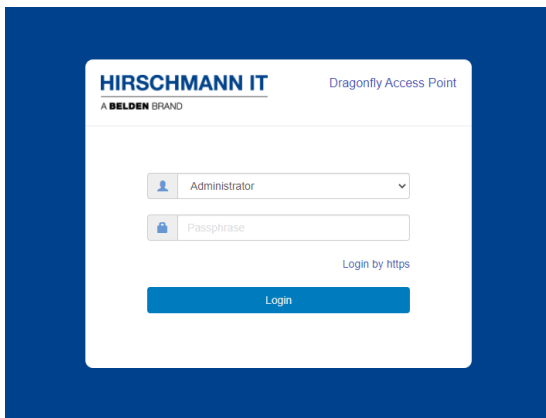 HIRSCHMANN IT
A BELDEN BRAND
Dragonfly Access Point
Administrator
Passphrase
Login by https
Login